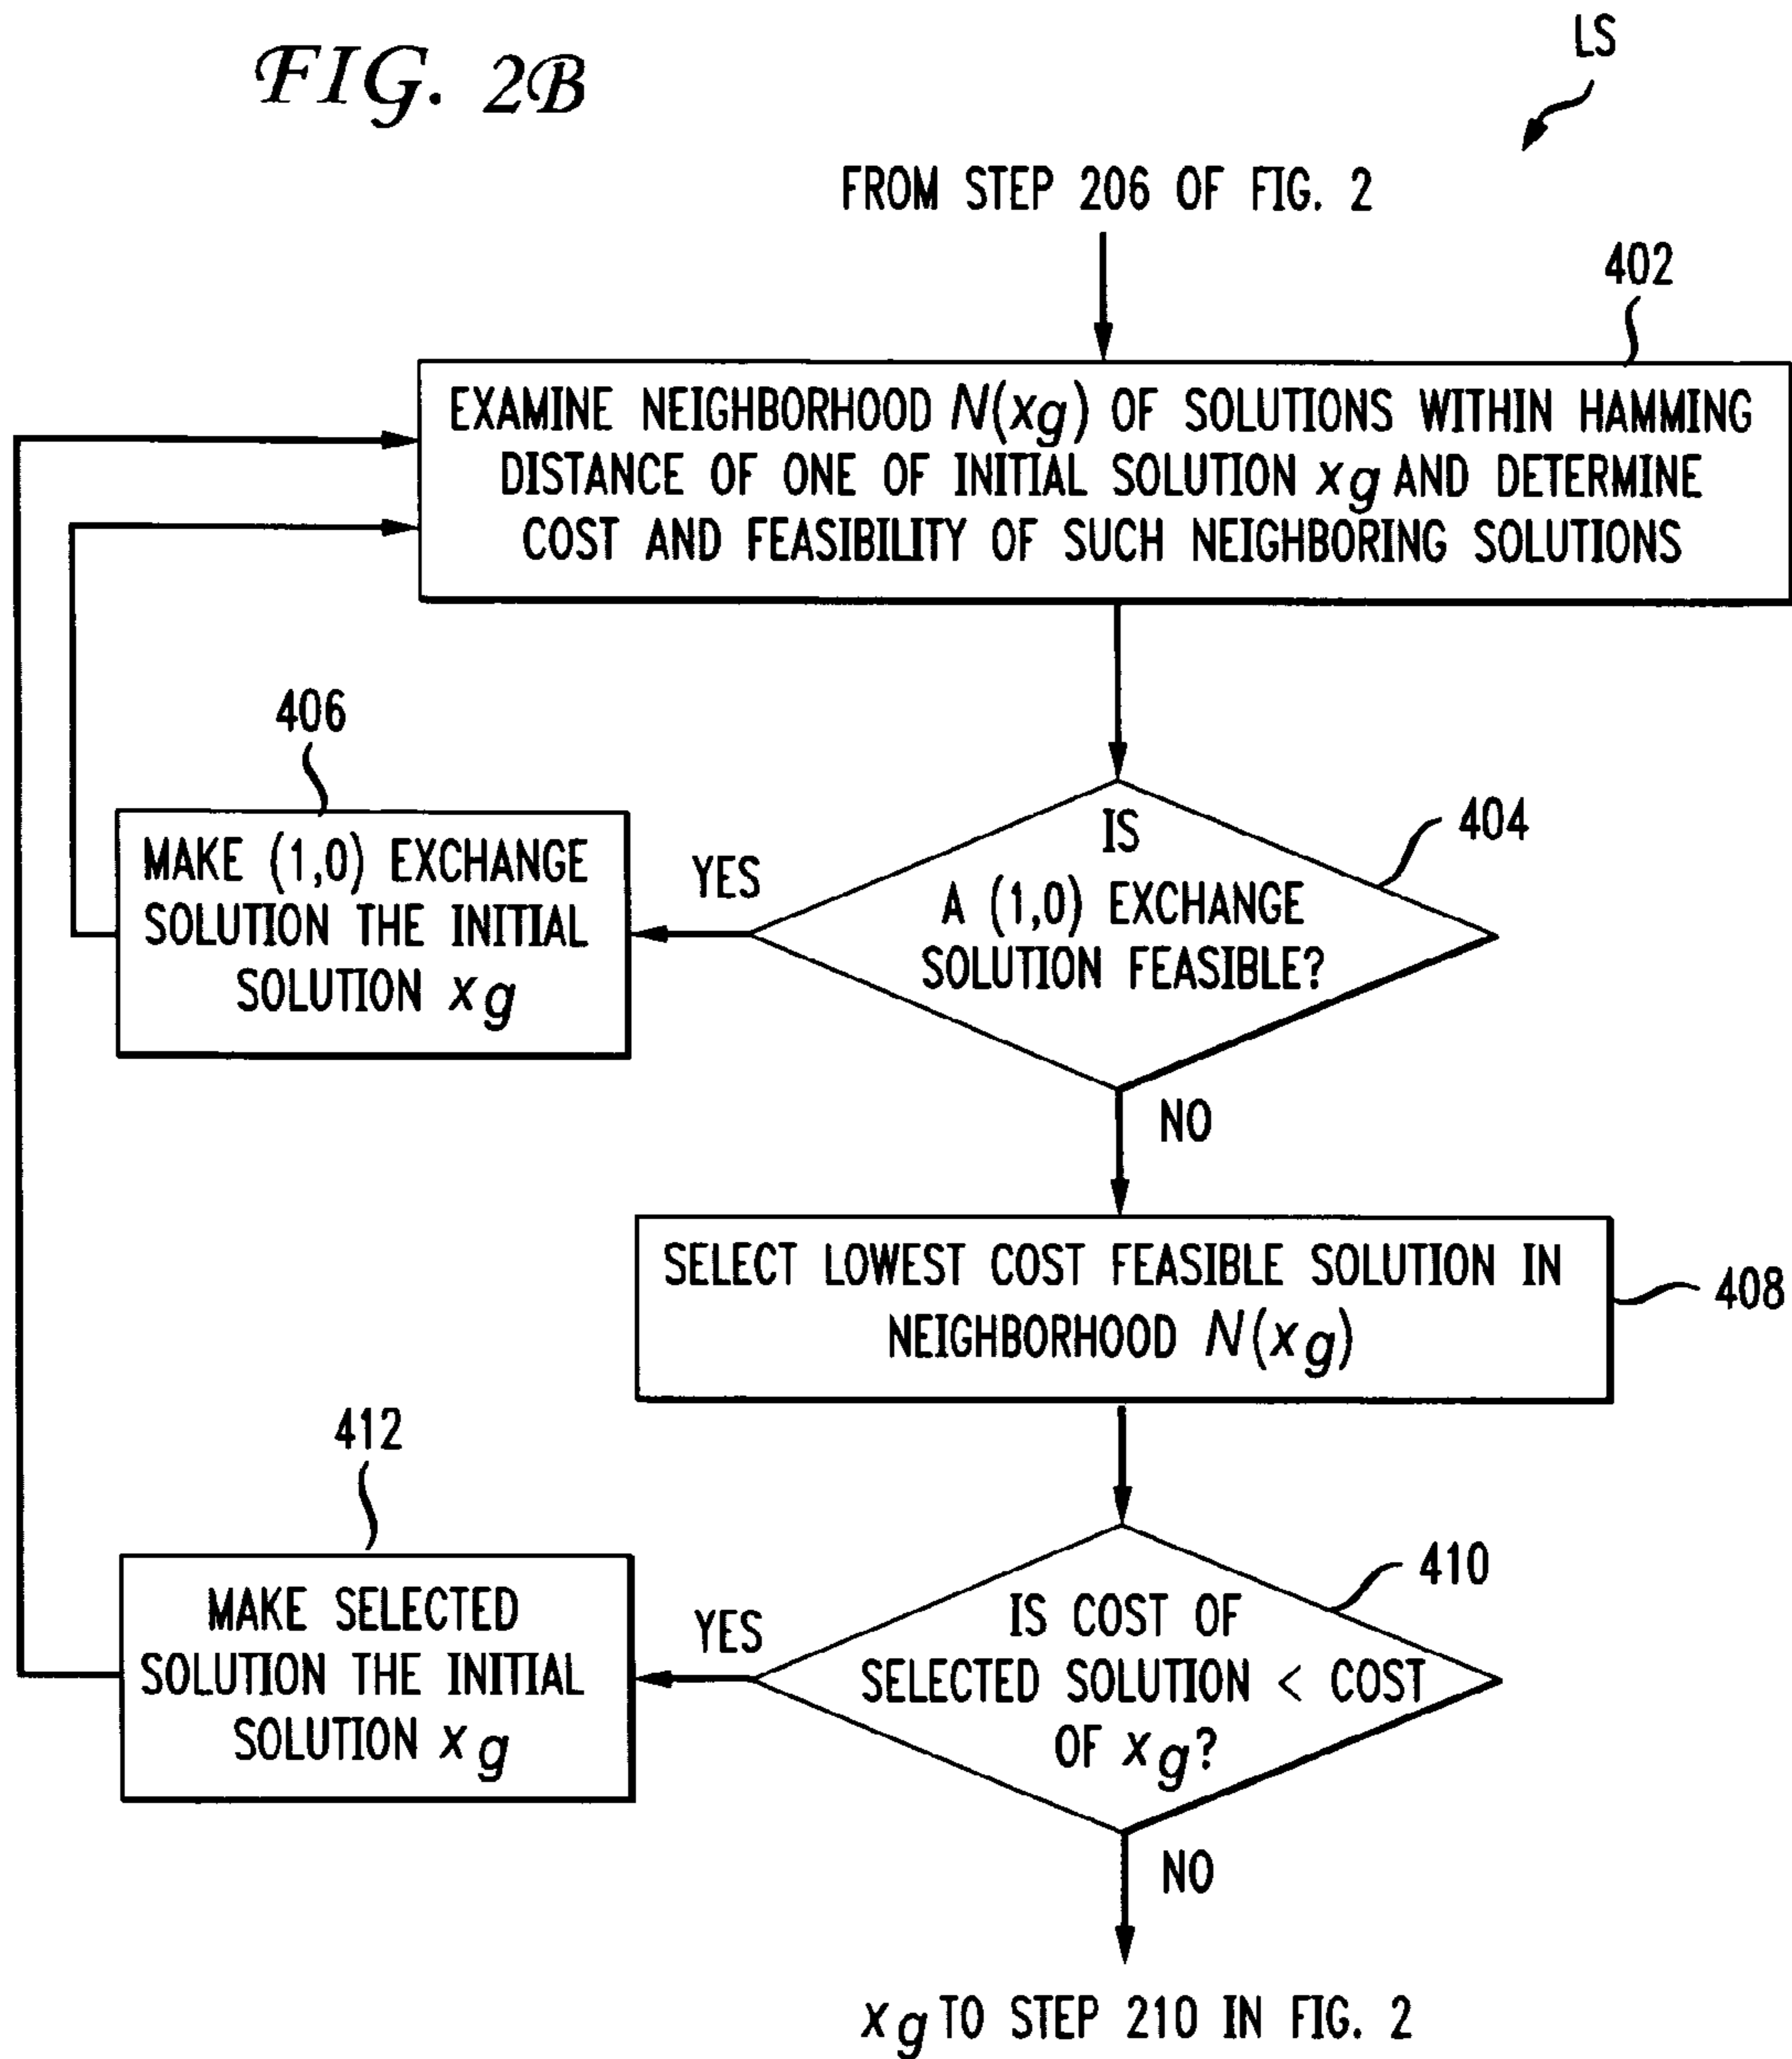 FIG. 2B
LS
FROM STEP 206 OF FIG. 2
402
EXAMINE NEIGHBORHOOD N(xg) OF SOLUTIONS WITHIN HAMMING
DISTANCE OF ONE OF INITIAL SOLUTION xg AND DETERMINE
COST AND FEASIBILITY OF SUCH NEIGHBORING SOLUTIONS
406
MAKE (1,0) EXCHANGE
SOLUTION THE INITIAL
SOLUTION xg
YES
IS
A (1,0) EXCHANGE
SOLUTION FEASIBLE?
404
NO
SELECT LOWEST COST FEASIBLE SOLUTION IN
NEIGHBORHOOD N(xg)
408
412
MAKE SELECTED
SOLUTION THE INITIAL
SOLUTION xg
YES
IS COST OF
SELECTED SOLUTION < COST
OF xg?
410
NO
xg TO STEP 210 IN FIG. 2